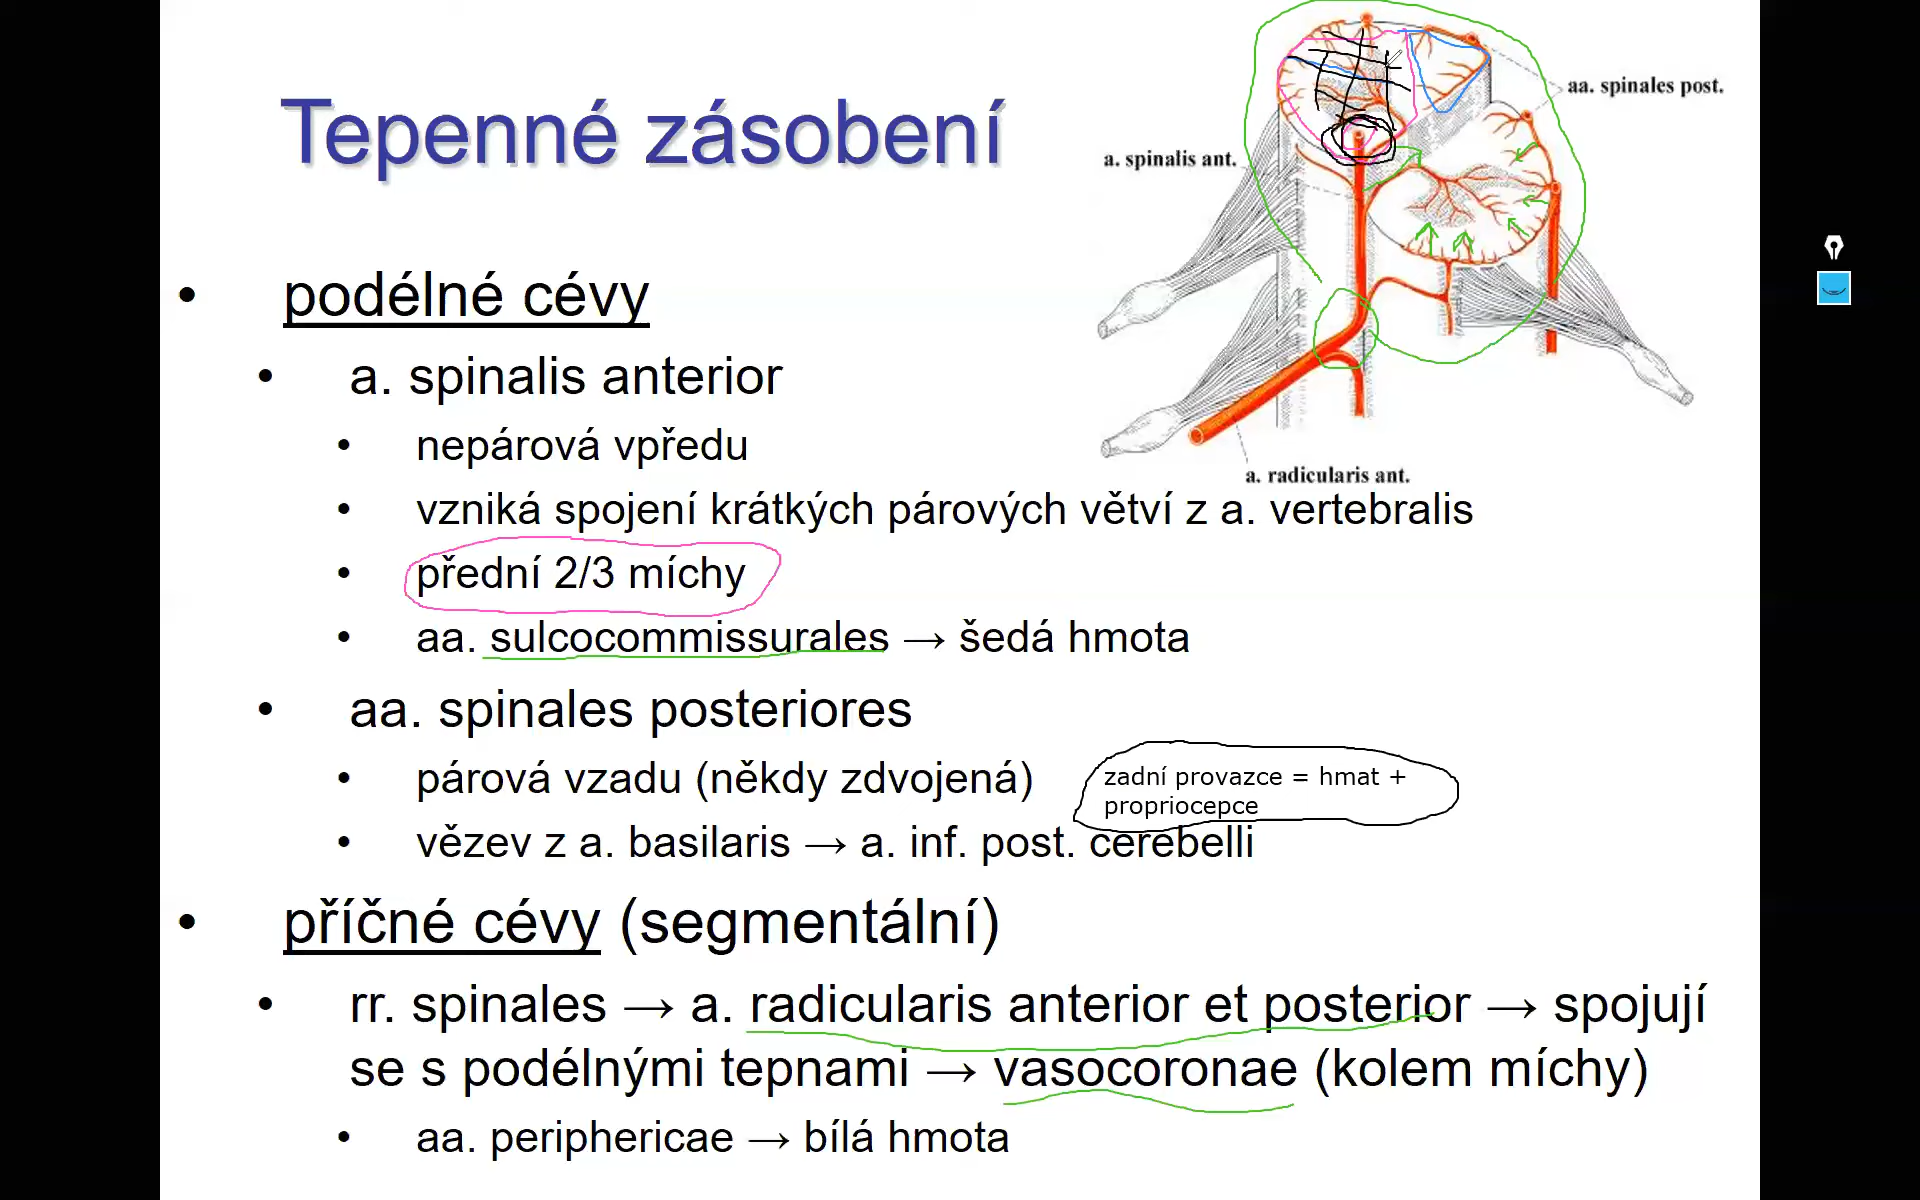 Tepenné zásobení
aa. spinales post.
a. spinalis ant.
a. radicularis ant.
• podélné cévy
• a. spinalis anterior
• nepárová vpředu
• vzniká spojení krátkých párových větví z a. vertebralis
• přední 2/3 míchy
• aa. sulcocommissurales → šedá hmota
• aa. spinales posteriores
• párová vzadu (někdy zdvojená)
zadní provazce = hmat +
propriocepce
• vězev z a. basilaris → a. inf. post. cerebelli
• příčné cévy (segmentální)
• rr. spinales → a. radicularis anterior et posterior → spojují
se s podélnými tepnami → vasocoronae (kolem míchy)
• aa. periphericae → bílá hmota